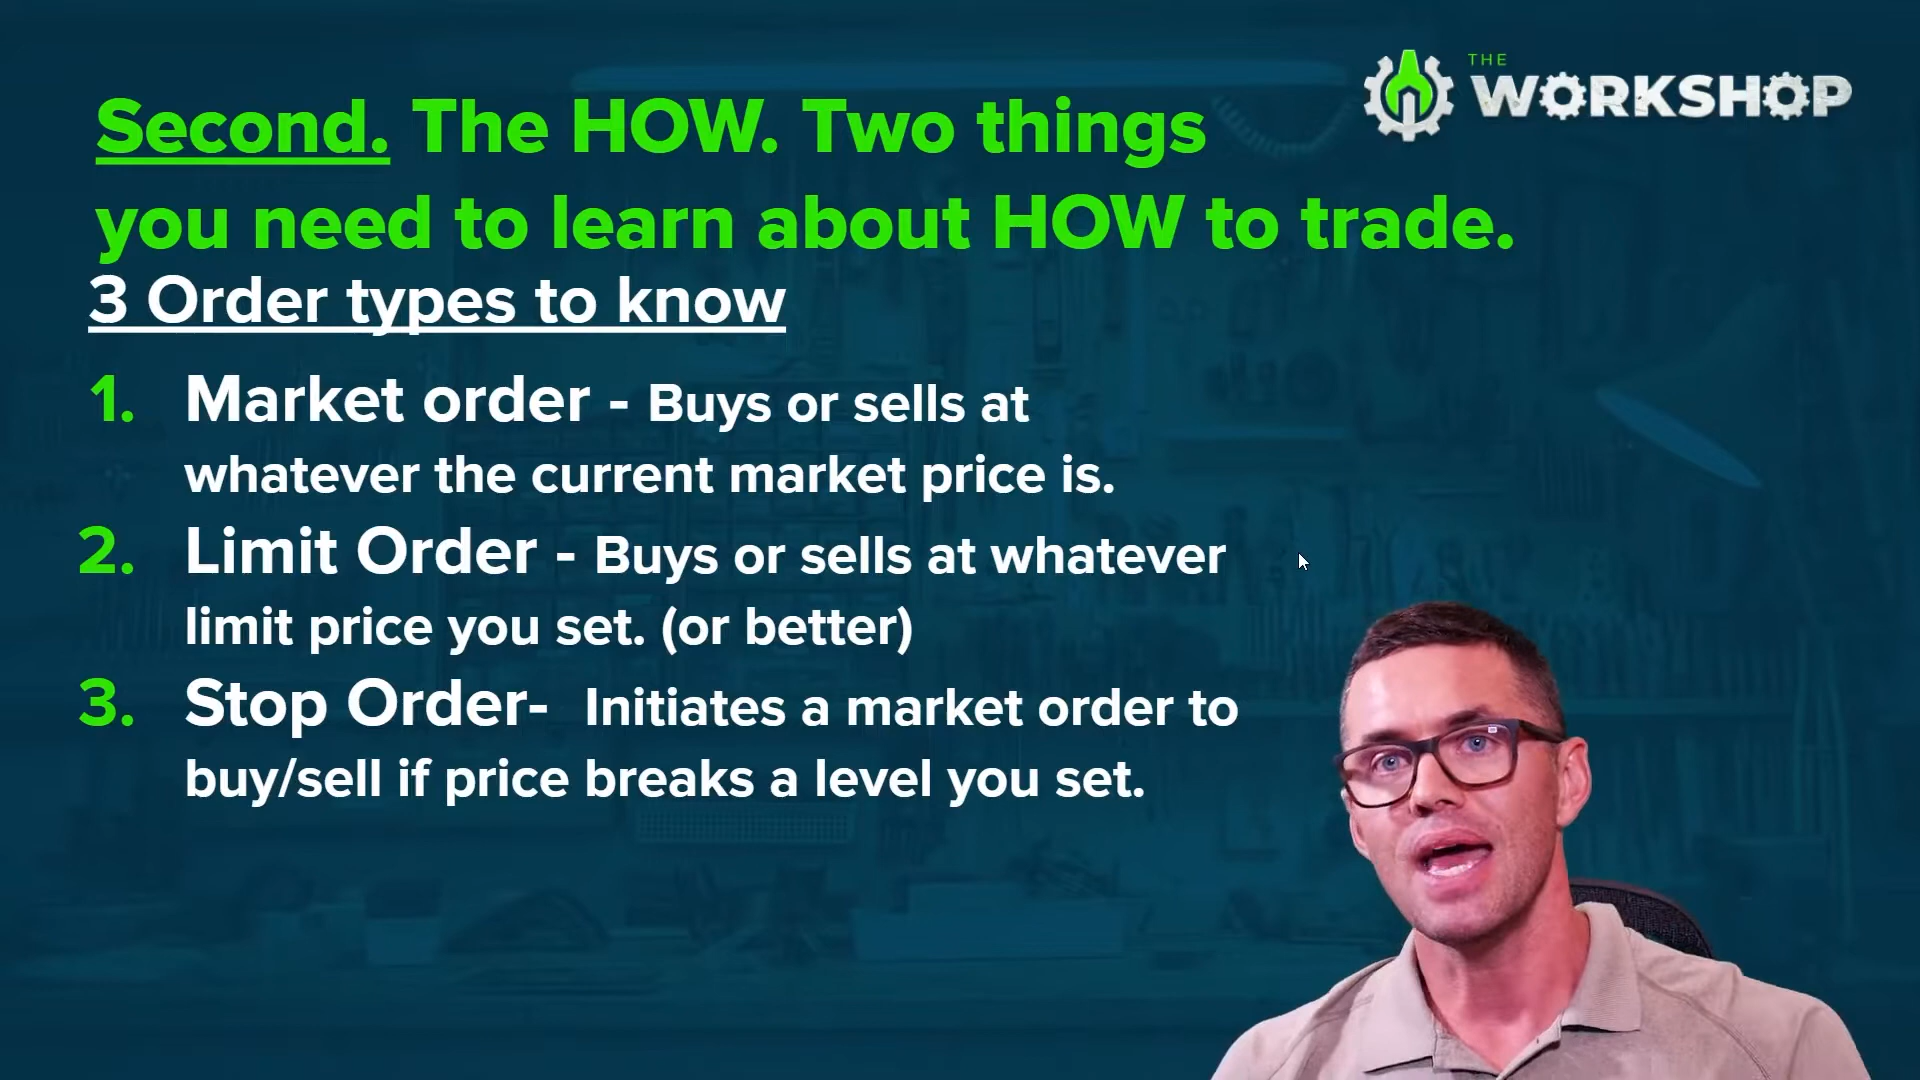 THE
WORKSHOP
Second. The HOW. Two things
you need to learn about HOW to trade.
3 Order types to know
1. Market order - Buys or sells at
whatever the current market price is.
2. Limit Order - Buys or sells at whatever
limit price you set. (or better)
3. Stop Order- Initiates a market order to
buy/sell if price breaks a level you set.